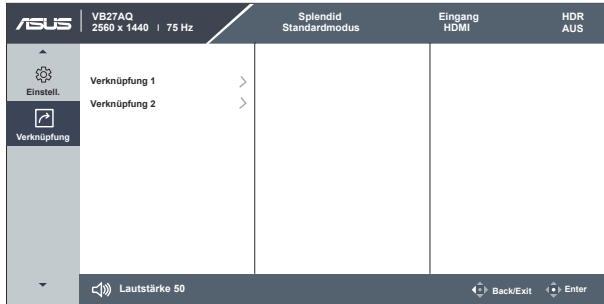 ASUS
VB27AQ
2560 x 1440 | 75 Hz
Splendid
Standardmodus
Eingang
HDMI
HDR
AUS
Einstell.
Verknüpfung
Verknüpfung 1
Verknüpfung 2
Lautstärke 50
Back/Exit
Enter